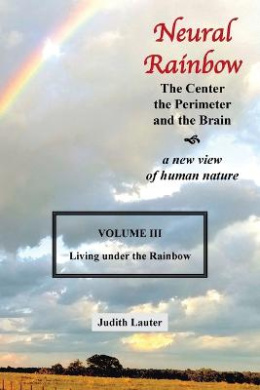 Neural
Rainbow
The Center
the Perimeter
and the Brain
a new view
of human nature
VOLUME III
Living under the Rainbow
Judith Lauter